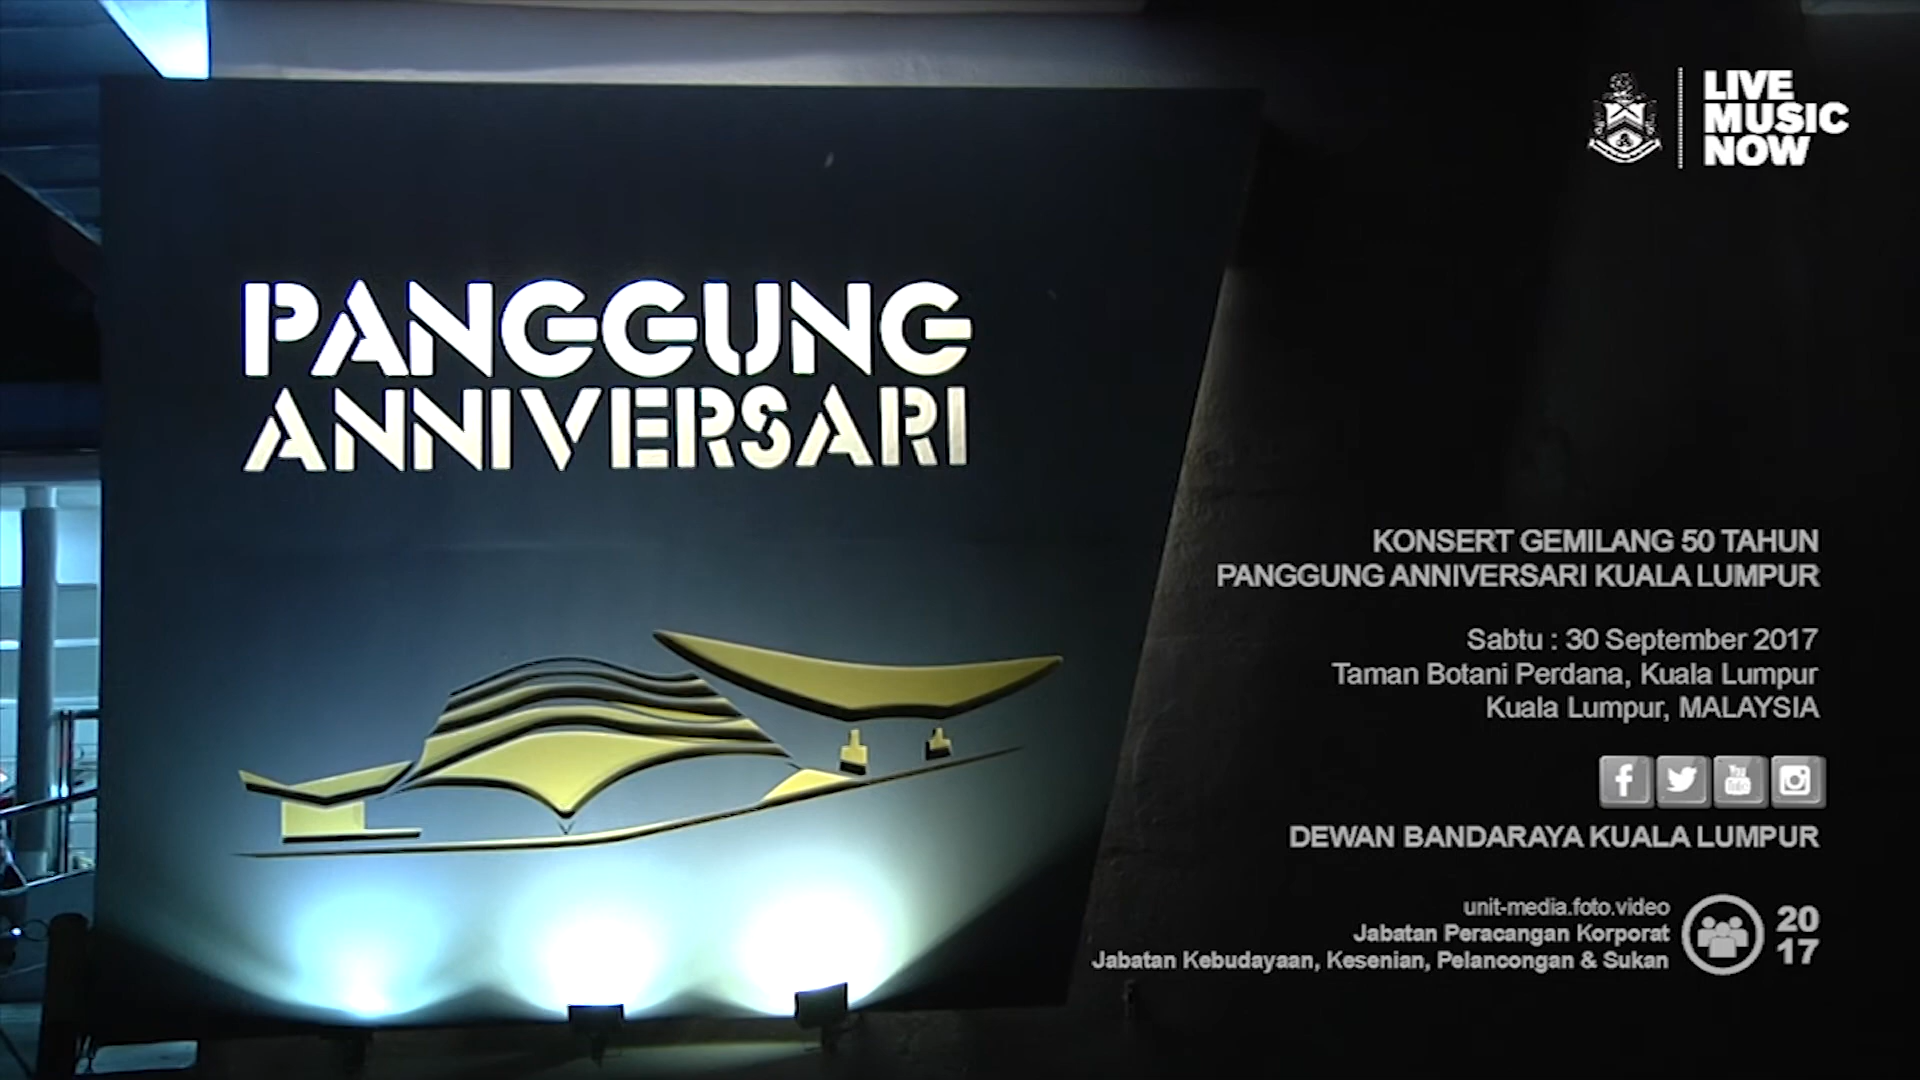 LIVE
MUSIC
NOW
PANGGUNG
ANNIVERSARI
KONSERT GEMILANG 50 TAHUN
PANGGUNG ANNIVERSARI KUALA LUMPUR
Sabtu : 30 September 2017
Taman Botani Perdana, Kuala Lumpur
Kuala Lumpur, MALAYSIA
You
Tube
DEWAN BANDARAYA KUALA LUMPUR
unit-media.foto.video
Jabatan Peracangan Korporat
Jabatan Kebudayaan, Kesenian, Pelancongan & Sukan
20
17